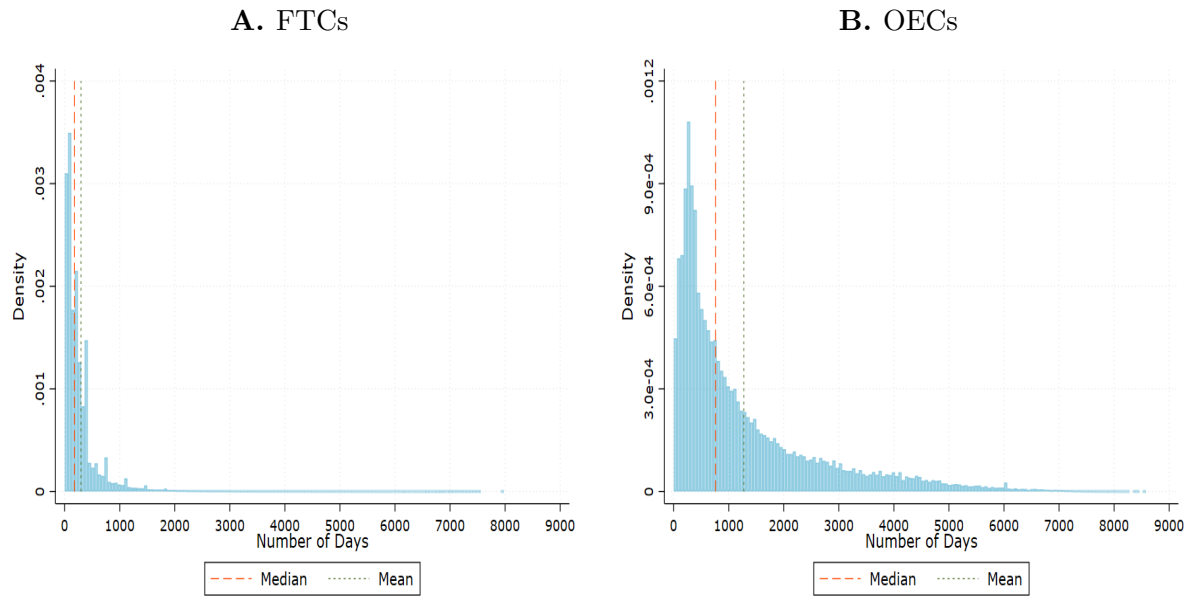 A. FTCs
.004
.003
.002
.001
0
Density
0 1000 2000 3000 4000 5000 6000 7000 8000 9000
Number of Days
Median Mean
B. OECs
.0012
9.0e-04
6.0e-04
3.0e-04
0
Density
0 1000 2000 3000 4000 5000 6000 7000 8000 9000
Number of Days
Median Mean